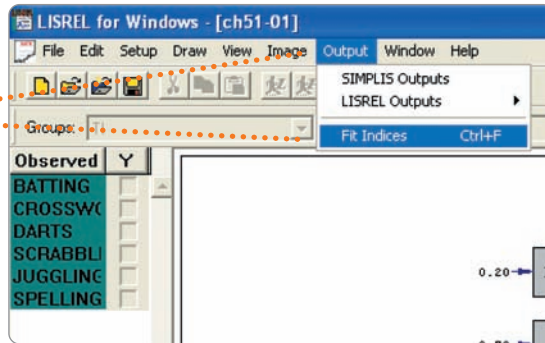 LISREL for Windows - [ch51-01]
File Edit Setup Draw View Image Output Window Help
SIMPLIS Outputs
LISREL Outputs
Fit Indices Ctrl+F
Groups:
Observed Y
BATTING
CROSSW(
DARTS
SCRABBL
JUGGLING
SPELLING
0.20